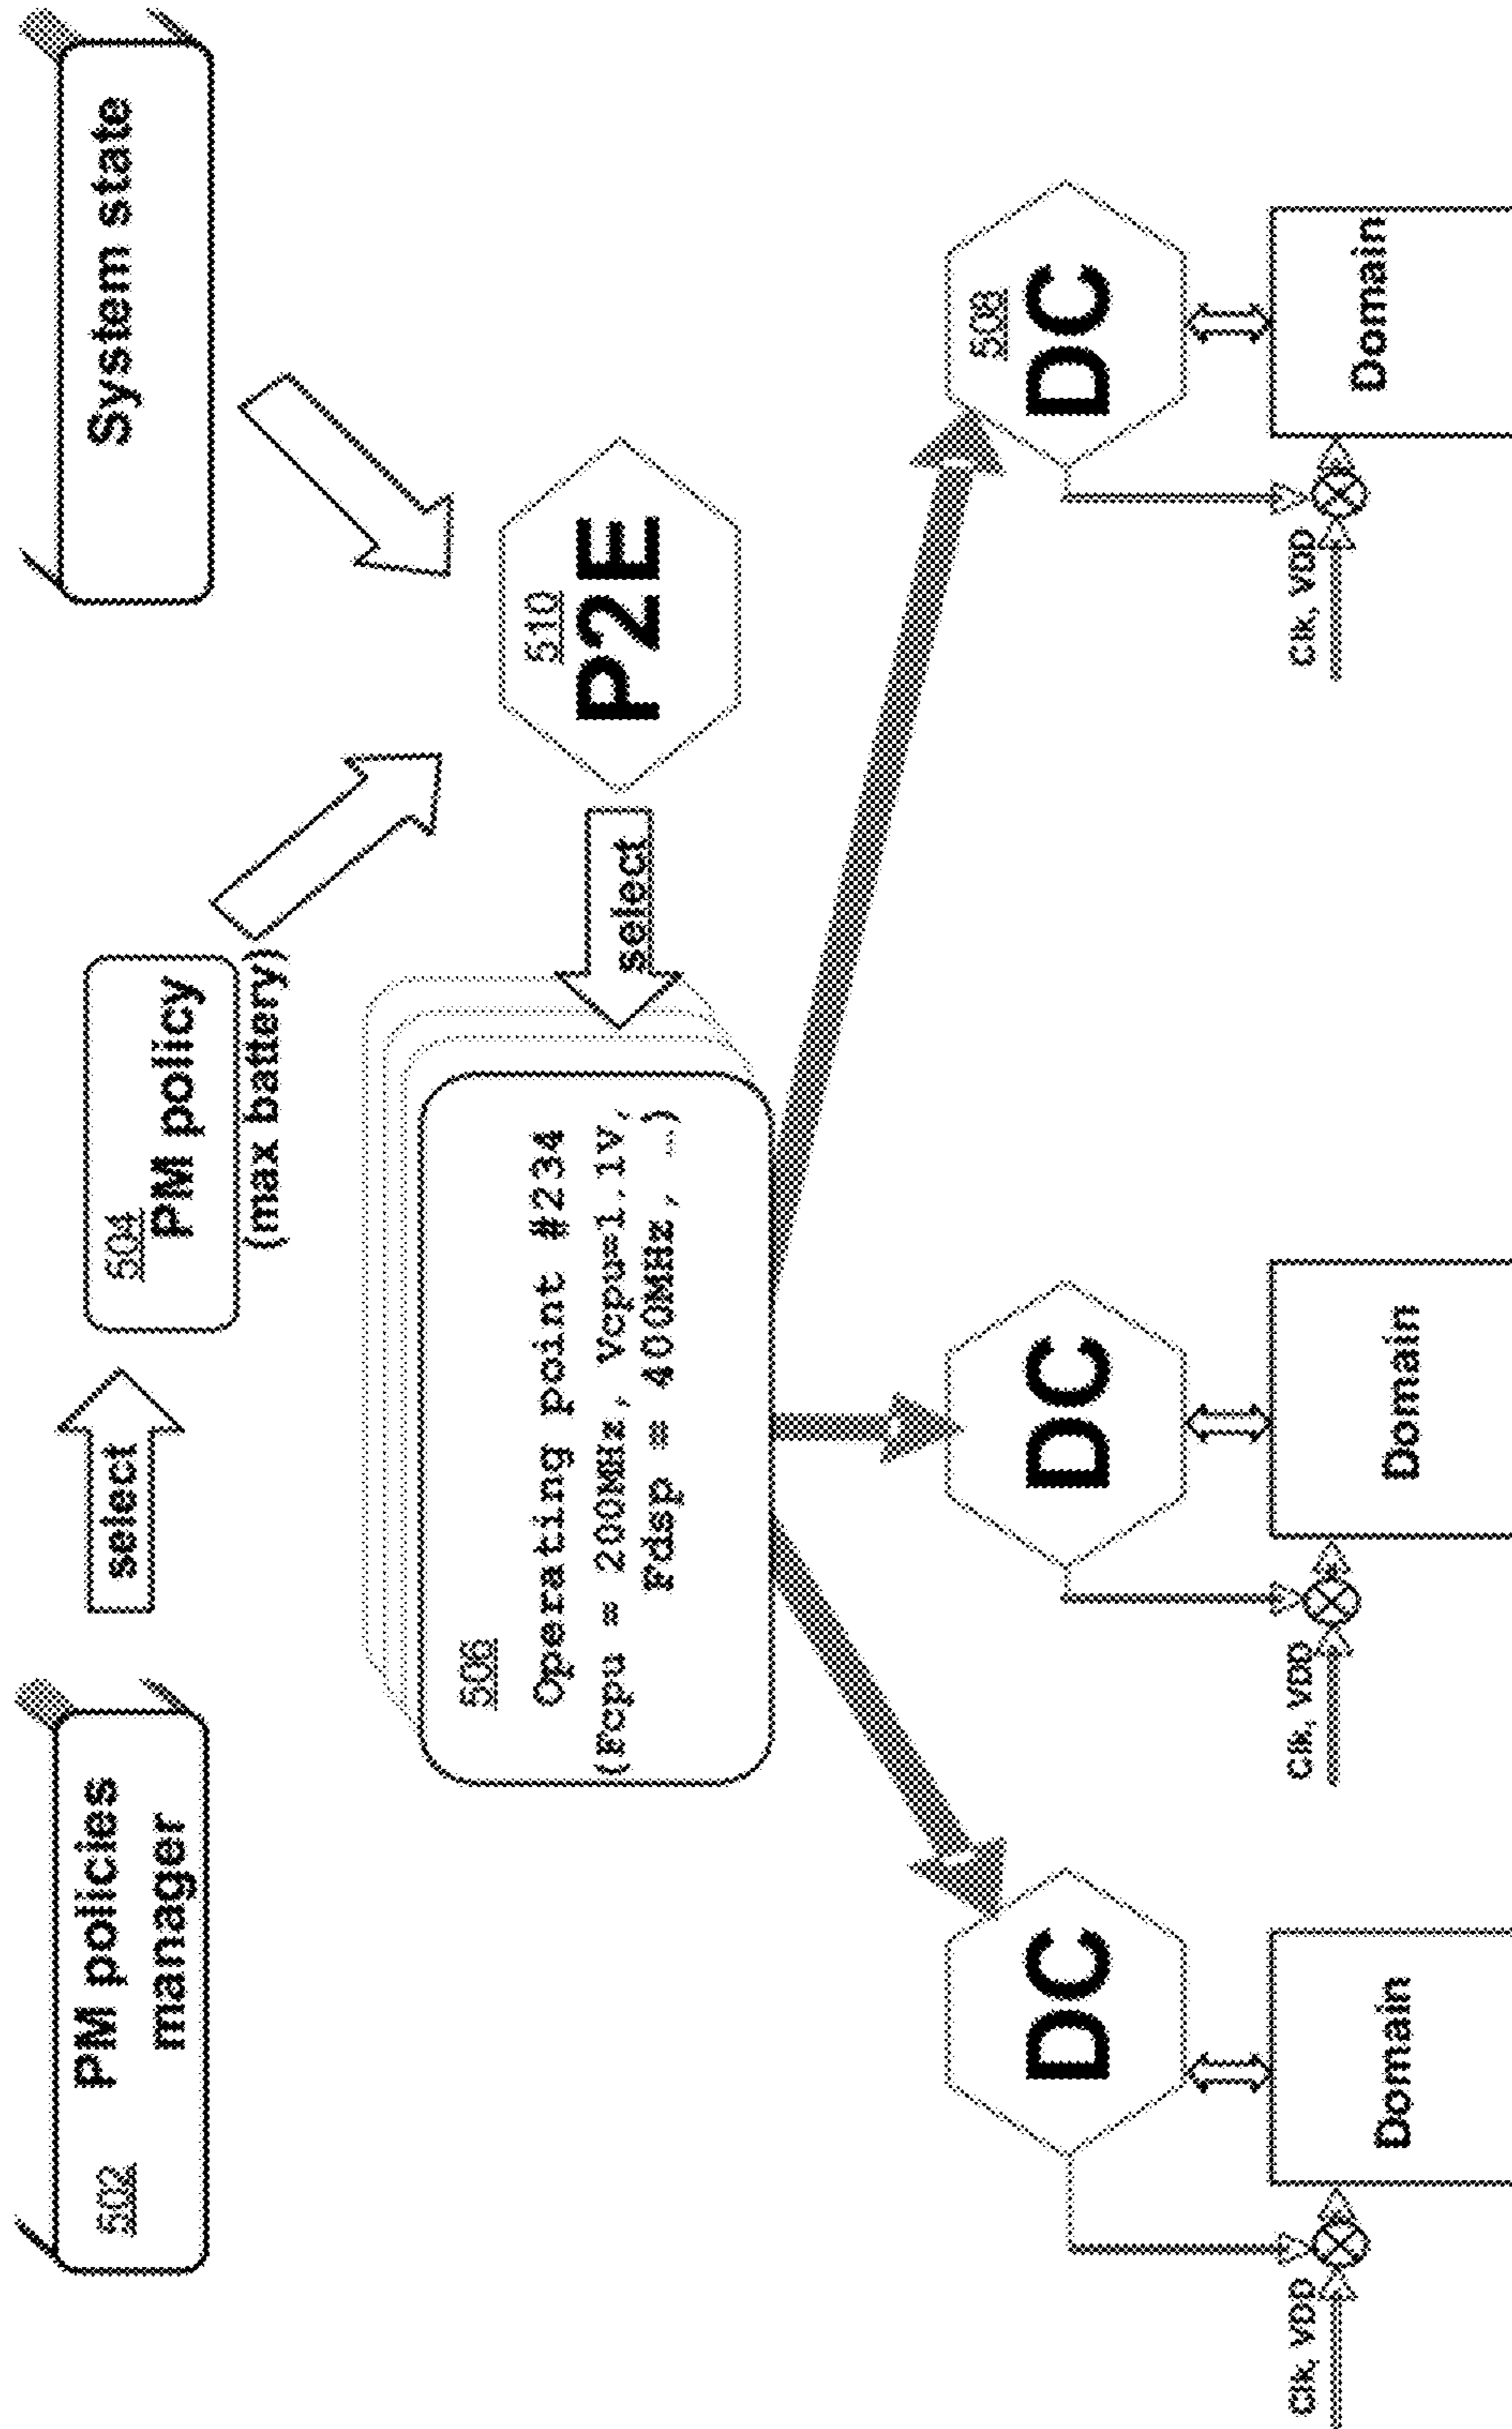 502
PM policies
manager
select
504
PM policy
(max battery)
System state
506
Operating point #234
(Fcpu = 200MHz, Vcpu=1.1V,
Fdsp = 400MHz, …)
select
510
P2E
DC
DC
508
DC
Clk, VDD
Domain
Clk, VDD
Domain
Clk, VDD
Domain